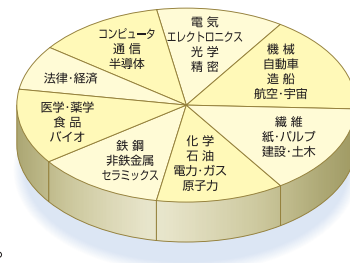 電気
エレクトロニクス
光学
精密
機械
自動車
造船
航空・宇宙
繊維
紙・パルプ
建設・土木
化学
石油
電力・ガス
原子力
鉄鋼
非鉄金属
セラミックス
医学・薬学
食品
バイオ
法律・経済
コンピュータ
通信
半導体